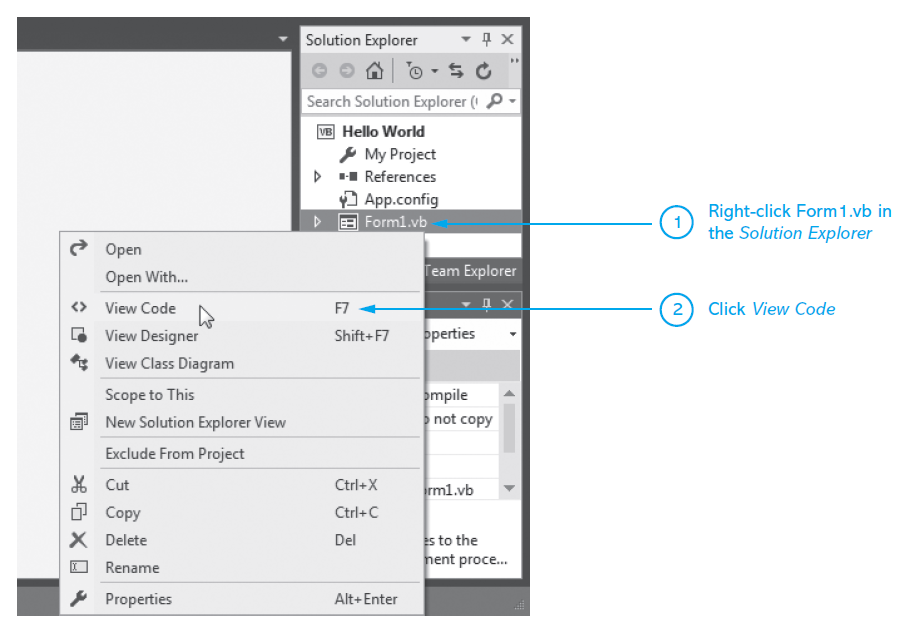 Solution Explorer
Search Solution Explorer (
VB Hello World
My Project
References
App.config
Form1.vb
1 Right-click Form1.vb in
the Solution Explorer
Open
Open With...
Team Explorer
View Code F7
2 Click View Code
View Designer Shift+F7
operties
View Class Diagram
Scope to This
ompile
New Solution Explorer View
not copy
Exclude From Project
Cut Ctrl+X
orm1.vb
Copy Ctrl+C
Delete Del
es to the
Rename
ment proce...
Properties Alt+Enter